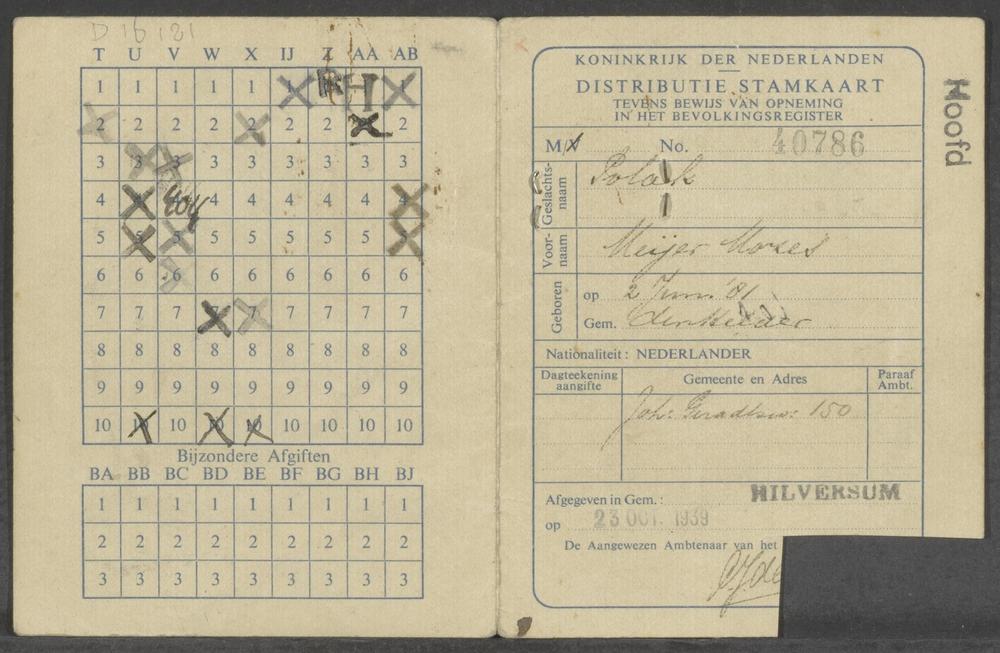 D 16 | 21
T U V W X IJ Z AA AB
1 1 1 1 1 1 1
2 2 2 2 2 2 2 2 2
3 3 3 3 3 3 3 3 3
4 4 404 4 4 4 4 4 4
5 5 5 5 5 5 5 5 5
6 6 6 6 6 6 6 6 6
7 7 7 7 7 7 7 7 7
8 8 8 8 8 8 8 8 8
9 9 9 9 9 9 9 9 9
10 10 10 10 10 10 10 10 10
Bijzondere Afgiften
BA BB BC BD BE BF BG BH BJ
1 1 1 1 1 1 1 1 1
2 2 2 2 2 2 2 2 2
3 3 3 3 3 3 3 3 3
KONINKRIJK DER NEDERLANDEN
DISTRIBUTIE STAMKAART
TEVENS BEWIJS VAN OPNEMING
IN HET BEVOLKINGSREGISTER
M/ No. 40786
Geslachts-
naam Polak
Voor-
naam Meijer Mozes
Geboren op 2 Juni '81
Gem. den Helder
Nationaliteit: NEDERLANDER
Dagteekening
aangifte
Gemeente en Adres
Paraaf
Ambt.
Joh: Geradtsw: 150
Afgegeven in Gem.: HILVERSUM
op 23 OCT. 1939
De Aangewezen Ambtenaar van het
Hoofd